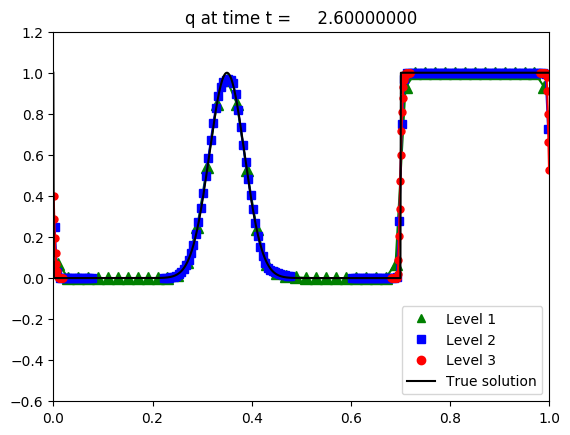 q at time t = 2.60000000
1.2
1.0
0.8
0.6
0.4
0.2
0.0
−0.2
−0.4
−0.6
0.0 0.2 0.4 0.6 0.8 1.0
Level 1
Level 2
Level 3
True solution